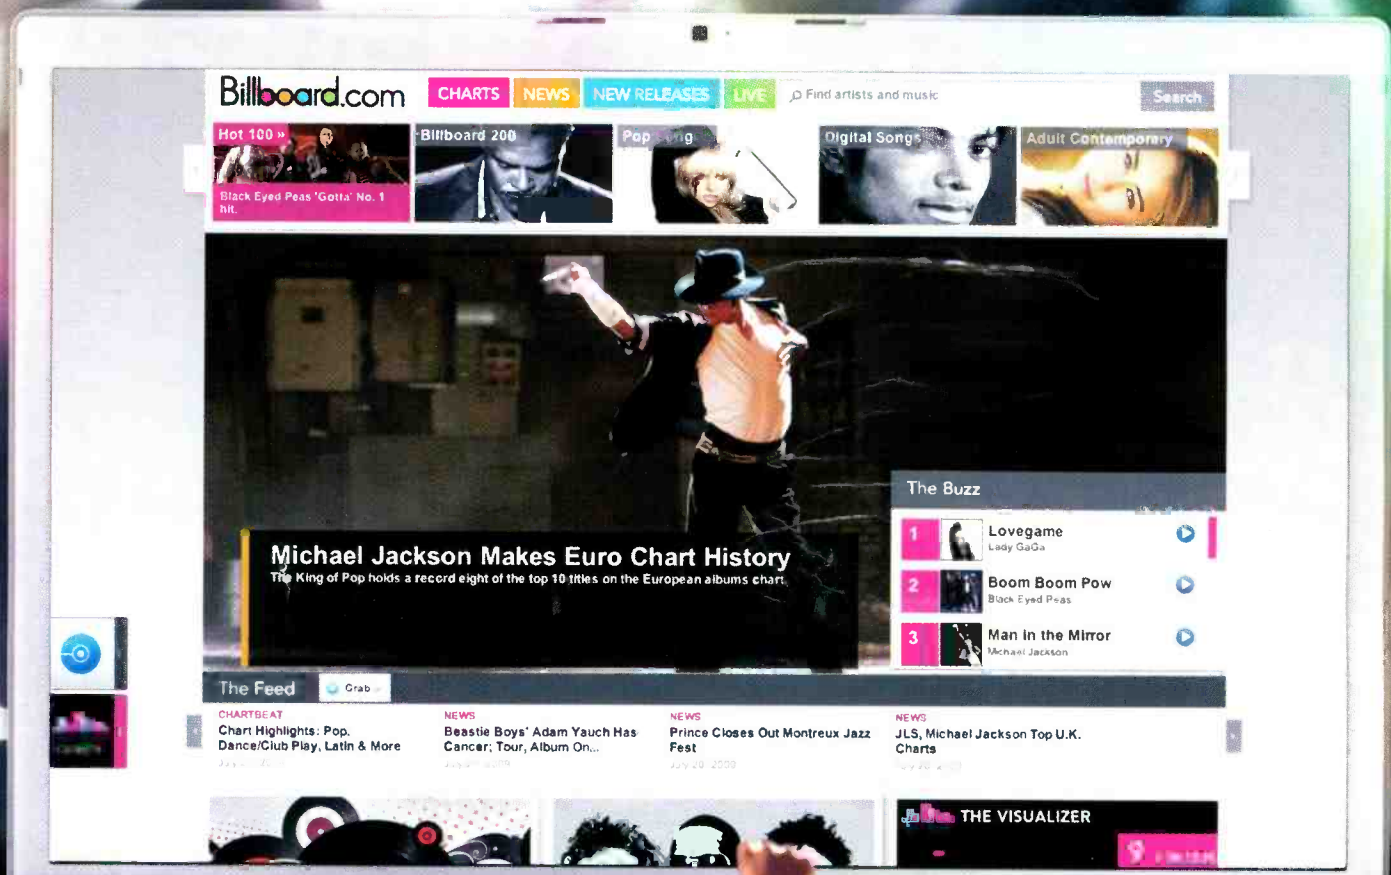 Billboard.com
CHARTS
NEWS
NEW RELEASES
LIVE
Find artists and music
Search
Hot 100 »
Black Eyed Peas 'Gotta' No. 1
hit.
Billboard 200
Pop
Digital Songs
Adult Contemporary
Michael Jackson Makes Euro Chart History
The King of Pop holds a record eight of the top 10 titles on the European albums chart
The Buzz
1
Lovegame
Lady GaGa
2
Boom Boom Pow
Black Eyed Peas
3
Man in the Mirror
Michael Jackson
The Feed
Grab
CHARTBEAT
Chart Highlights: Pop,
Dance/Club Play, Latin & More
NEWS
Beastie Boys' Adam Yauch Has
Cancer; Tour, Album On...
NEWS
Prince Closes Out Montreux Jazz
Fest
July 20, 2009
NEWS
JLS, Michael Jackson Top U.K.
Charts
THE VISUALIZER
9